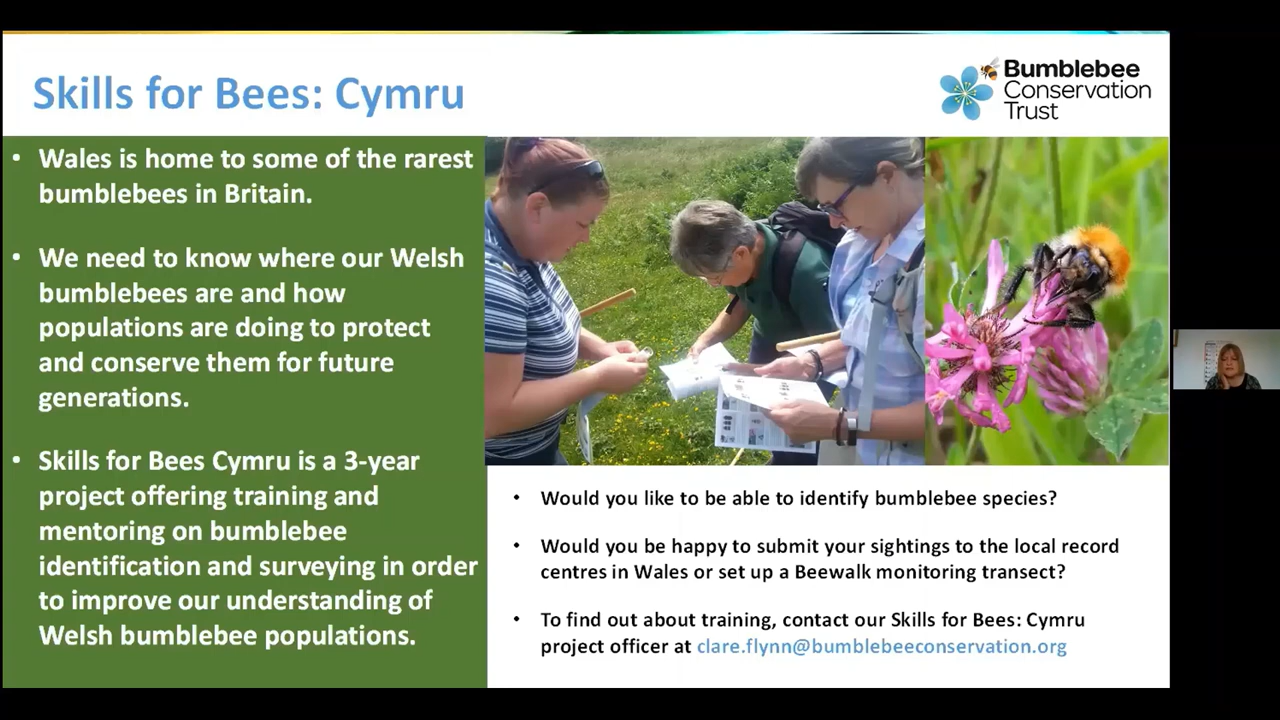 Skills for Bees: Cymru
Bumblebee
Conservation
Trust
• Wales is home to some of the rarest
bumblebees in Britain.
• We need to know where our Welsh
bumblebees are and how
populations are doing to protect
and conserve them for future
generations.
• Skills for Bees Cymru is a 3-year
project offering training and
mentoring on bumblebee
identification and surveying in order
to improve our understanding of
Welsh bumblebee populations.
• Would you like to be able to identify bumblebee species?
• Would you be happy to submit your sightings to the local record
centres in Wales or set up a Beewalk monitoring transect?
• To find out about training, contact our Skills for Bees: Cymru
project officer at clare.flynn@bumblebeeconservation.org